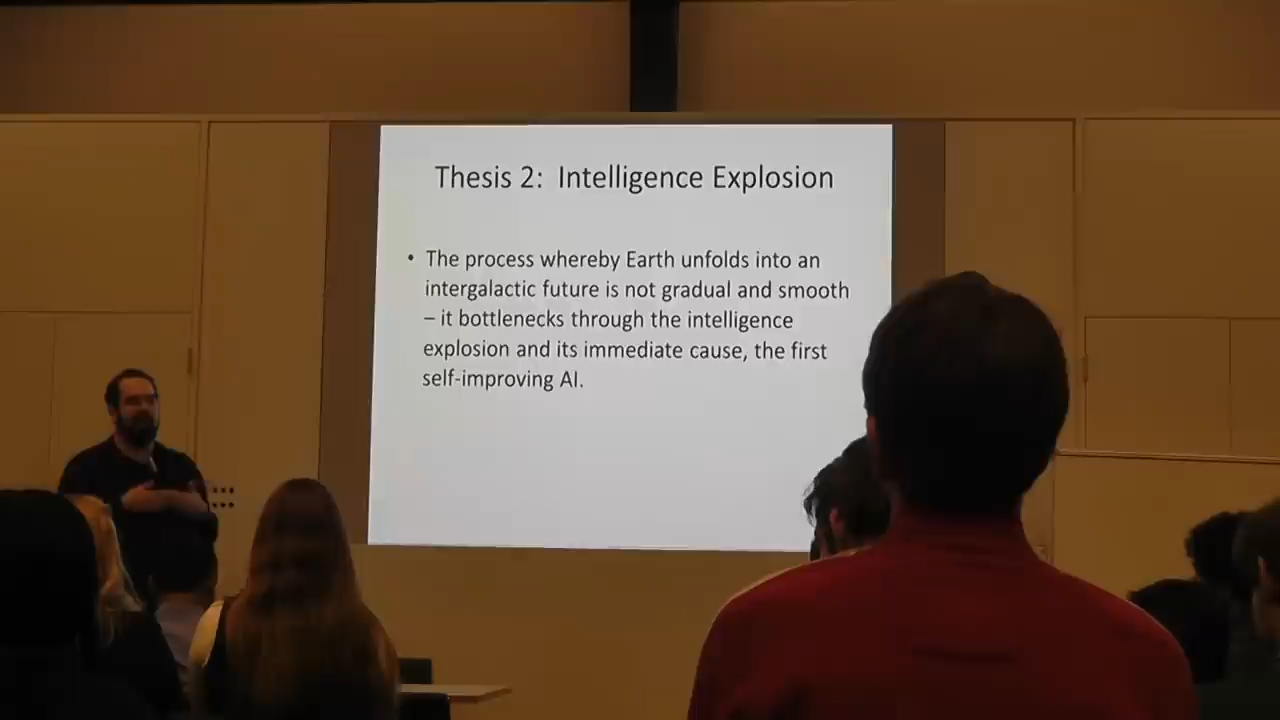 Thesis 2: Intelligence Explosion
• The process whereby Earth unfolds into an
intergalactic future is not gradual and smooth
– it bottlenecks through the intelligence
explosion and its immediate cause, the first
self-improving AI.